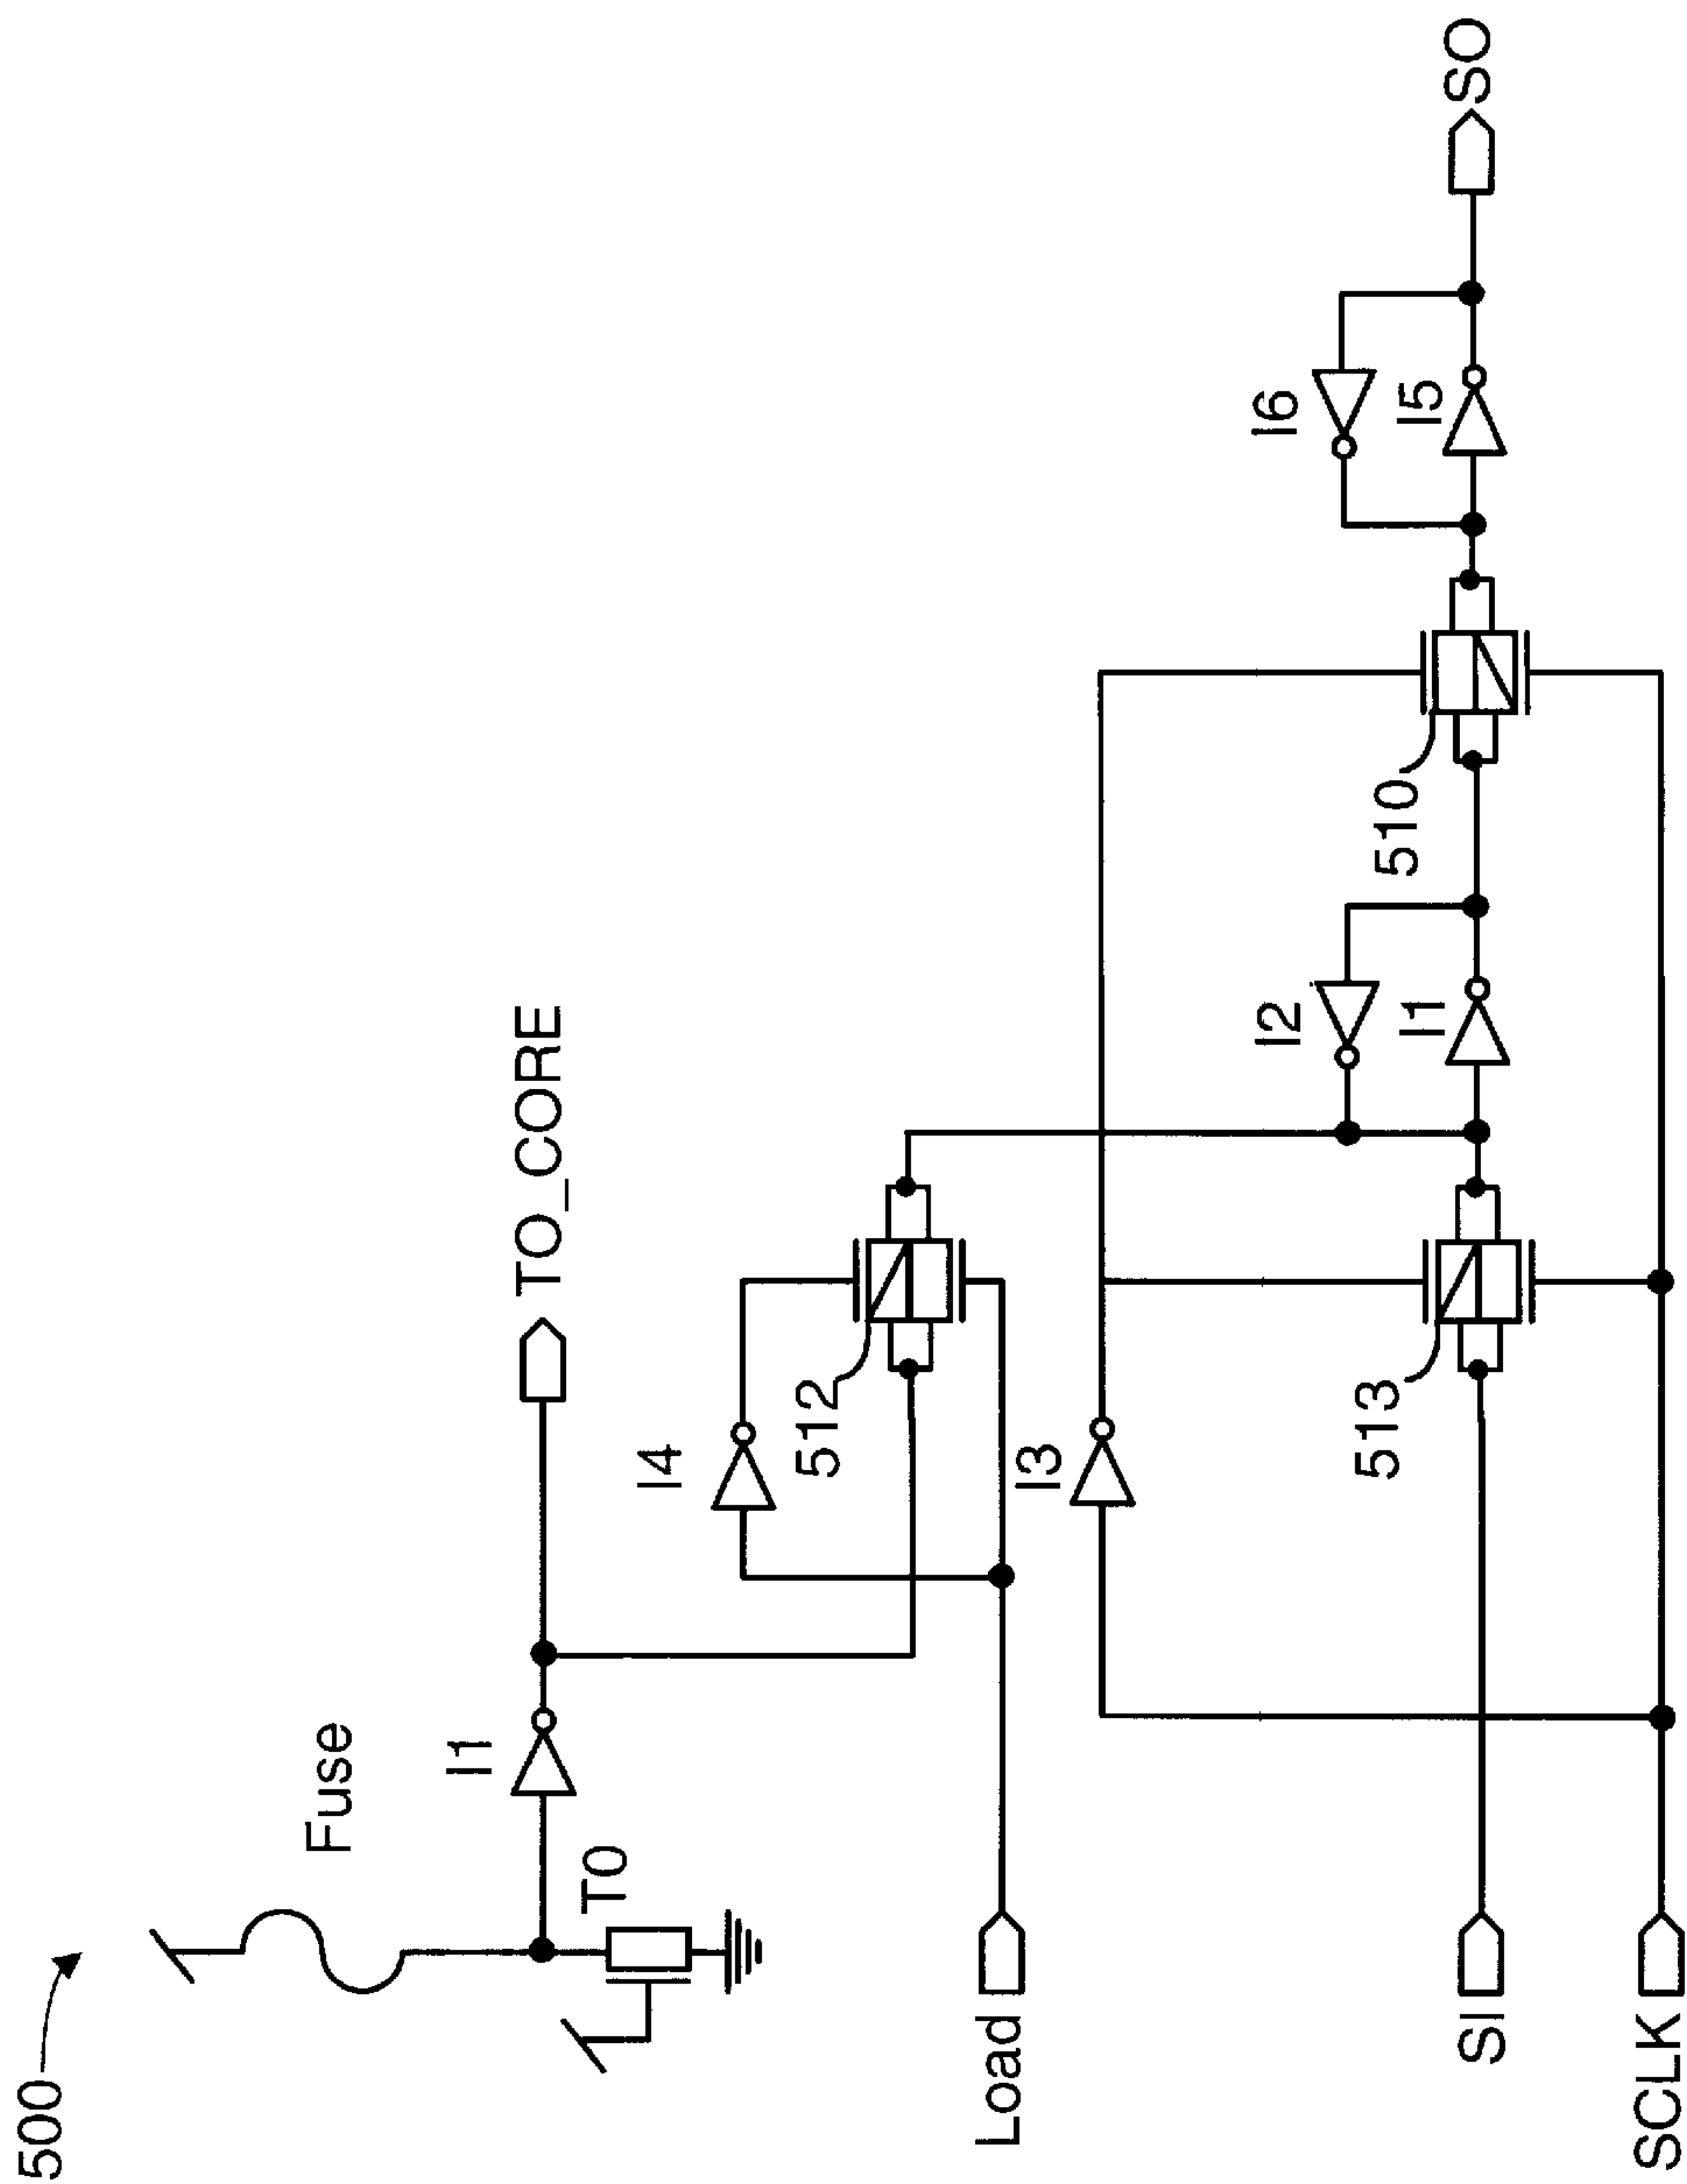 500
Fuse
I1
TO_CORE
T0
I4
512
Load
I3
I2
I6
510
I1
I5
513
SI
SO
SCLK